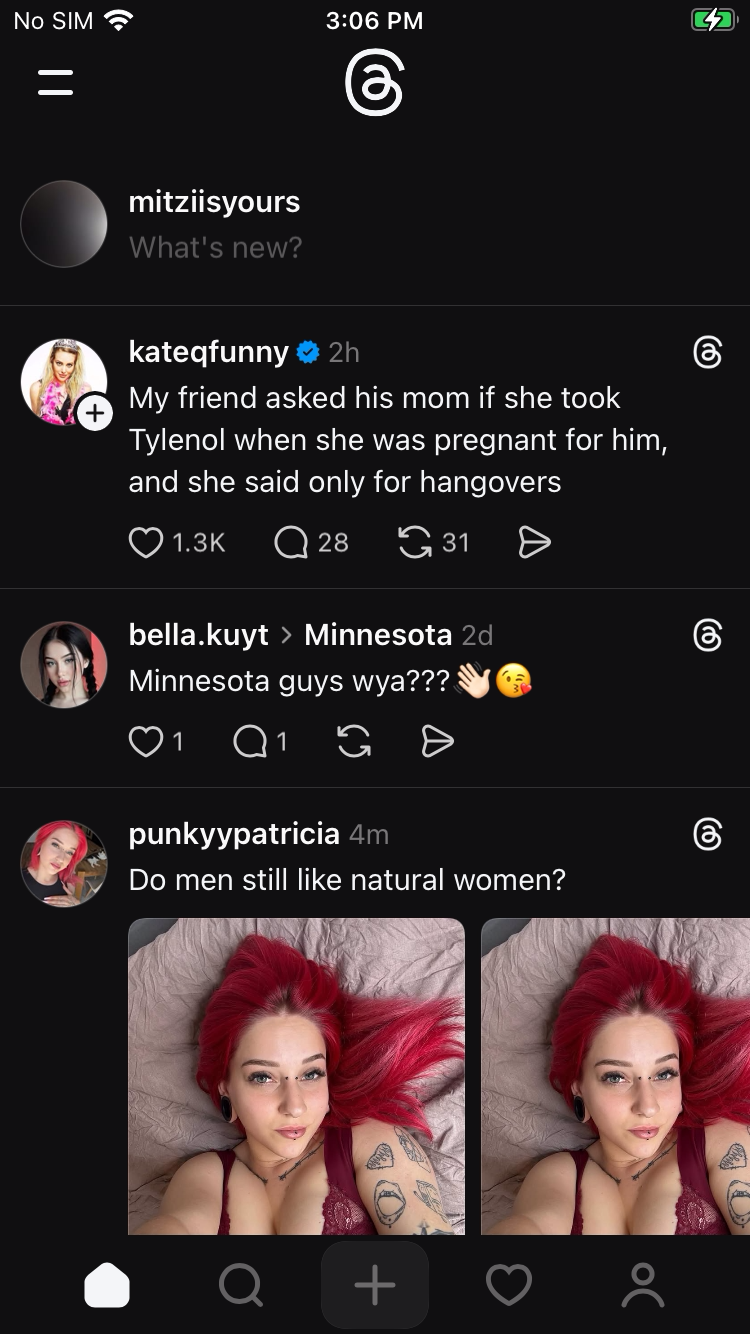 No SIM 3:06 PM
mitziisyours
What's new?
kateqfunny 2h
My friend asked his mom if she took
Tylenol when she was pregnant for him,
and she said only for hangovers
1.3K 28 31
bella.kuyt > Minnesota 2d
Minnesota guys wya???👋🏻😘
1 1
punkyypatricia 4m
Do men still like natural women?